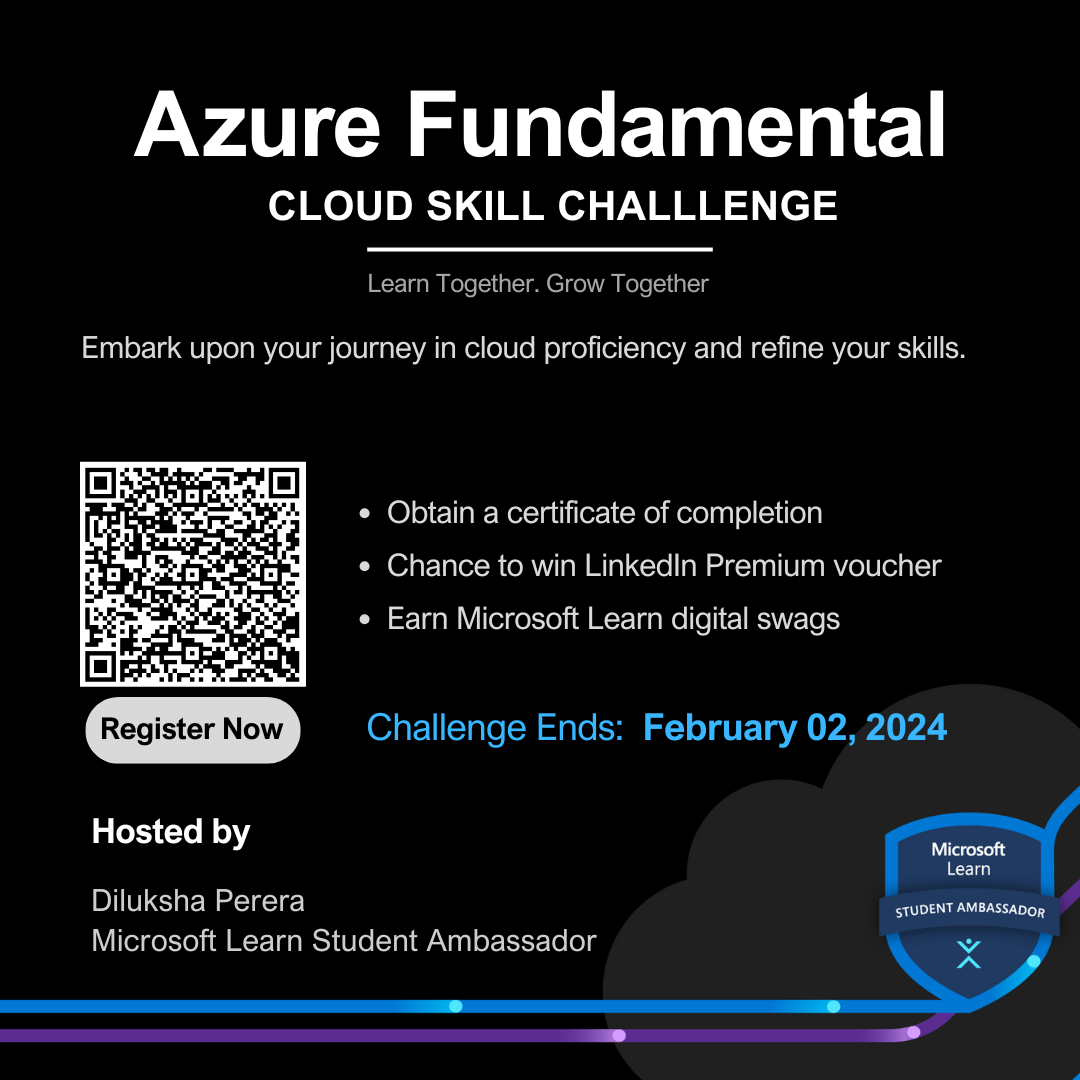 Azure Fundamental
CLOUD SKILL CHALLLENGE
Learn Together. Grow Together
Embark upon your journey in cloud proficiency and refine your skills.
• Obtain a certificate of completion
• Chance to win LinkedIn Premium voucher
• Earn Microsoft Learn digital swags
Register Now
Challenge Ends: February 02, 2024
Hosted by
Diluksha Perera
Microsoft Learn Student Ambassador
Microsoft
Learn
STUDENT AMBASSADOR